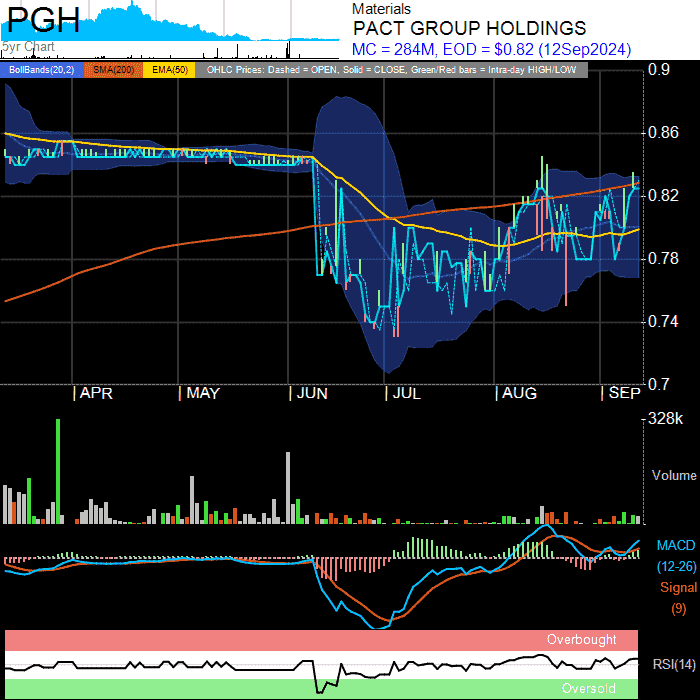 PGH
5yr Chart
Materials
PACT GROUP HOLDINGS
MC = 284M, EOD = $0.82 (12Sep2024)
BollBands(20,2) SMA(200) EMA(50) OHLC Prices: Dashed = OPEN, Solid = CLOSE, Green/Red bars = Intra-day HIGH/LOW
0.9
0.86
0.82
0.78
0.74
0.7
APR MAY JUN JUL AUG SEP
328k
Volume
MACD
(12-26)
Signal
(9)
Overbought
RSI(14)
Oversold